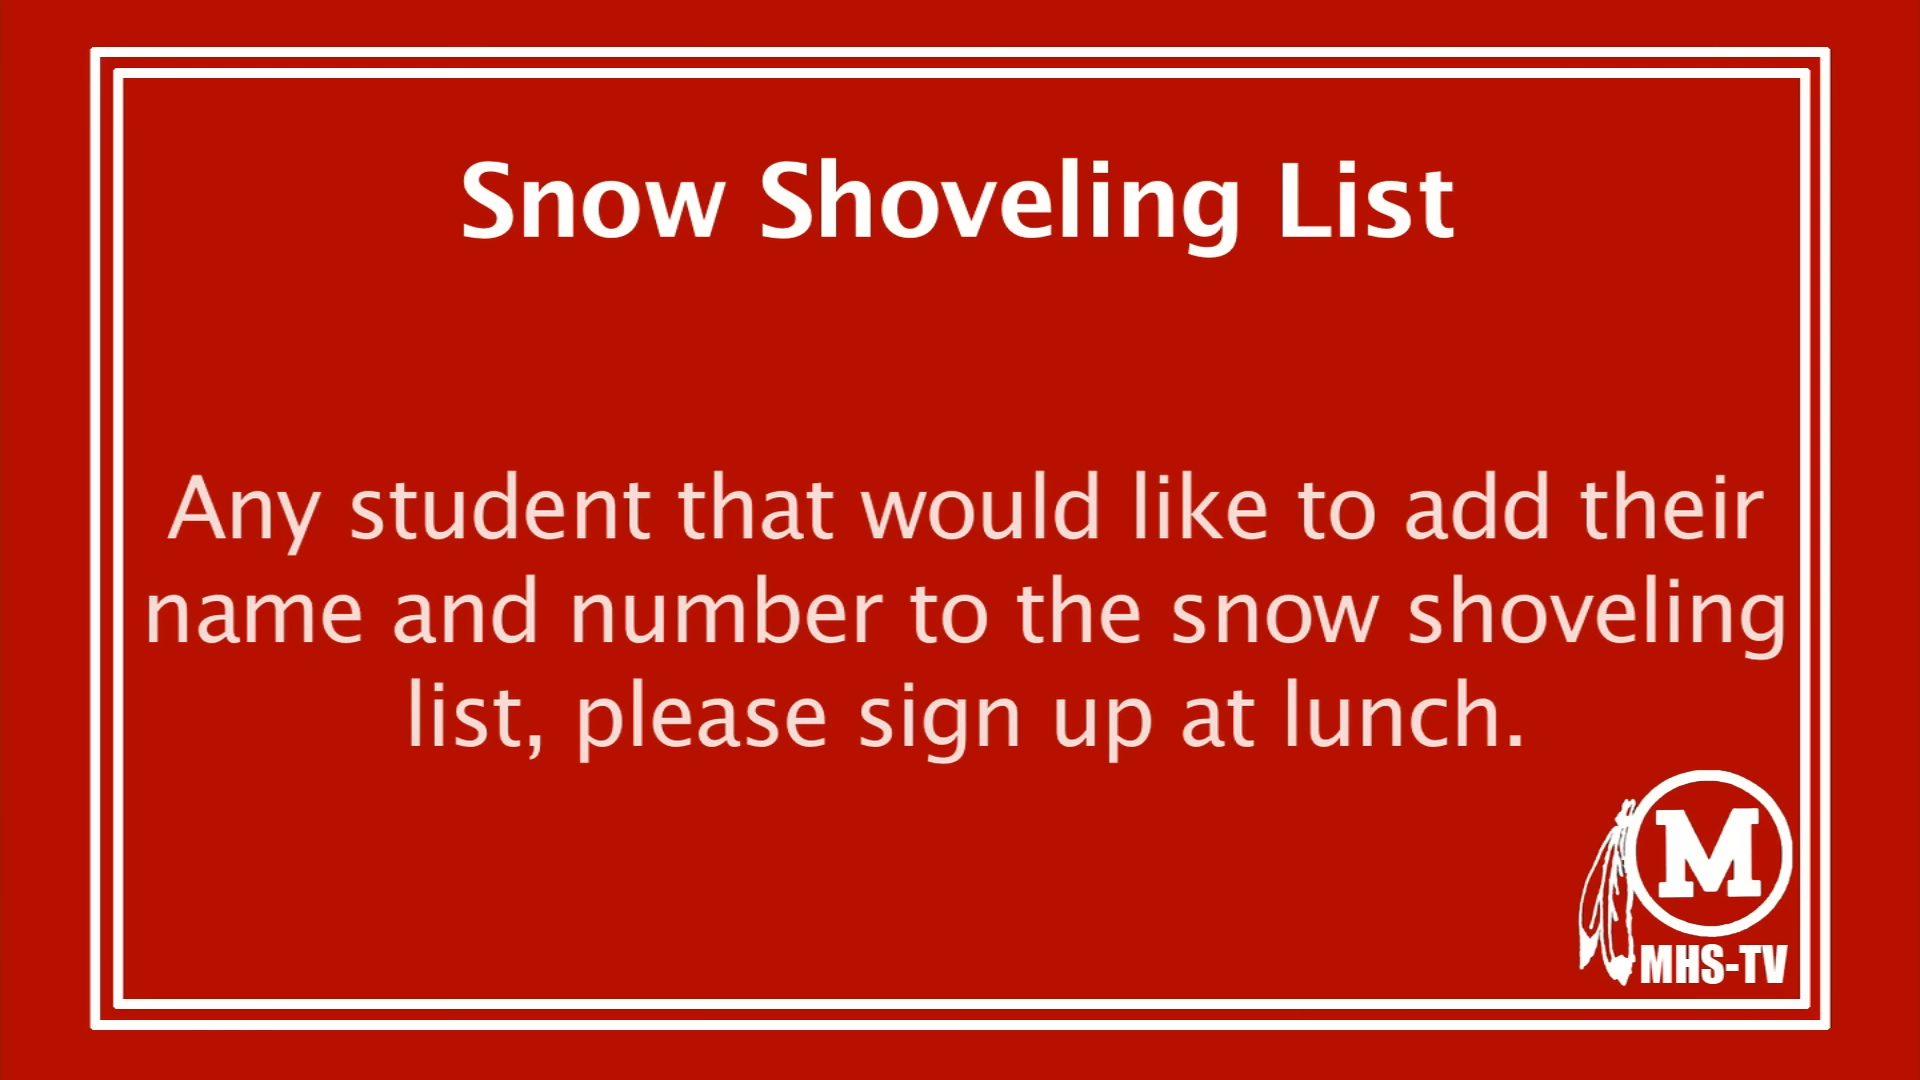 Snow Shoveling List
Any student that would like to add their
name and number to the snow shoveling
list, please sign up at lunch.
M
MHS-TV